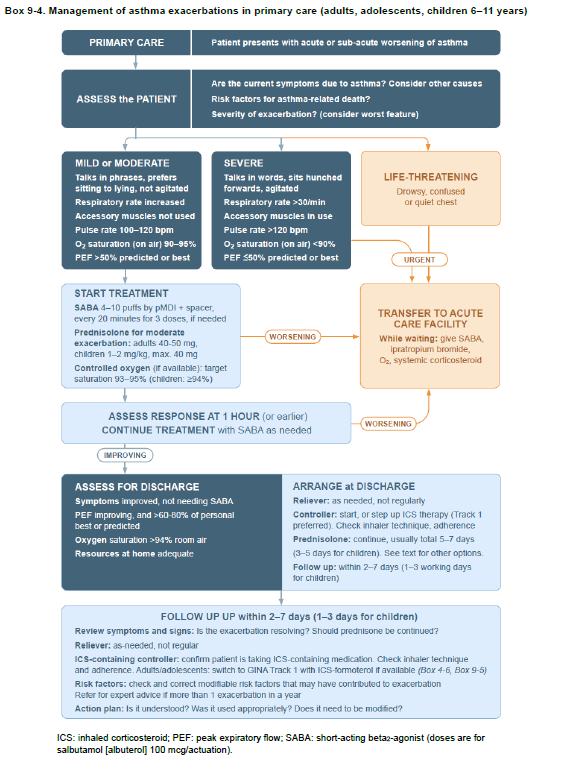 Box 9-4. Management of asthma exacerbations in primary care (adults, adolescents, children 6–11 years)
PRIMARY CARE
Patient presents with acute or sub-acute worsening of asthma
ASSESS the PATIENT
Are the current symptoms due to asthma? Consider other causes
Risk factors for asthma-related death?
Severity of exacerbation? (consider worst feature)
MILD or MODERATE
Talks in phrases, prefers
sitting to lying, not agitated
Respiratory rate increased
Accessory muscles not used
Pulse rate 100–120 bpm
O₂ saturation (on air) 90–95%
PEF >50% predicted or best
SEVERE
Talks in words, sits hunched
forwards, agitated
Respiratory rate >30/min
Accessory muscles in use
Pulse rate >120 bpm
O₂ saturation (on air) <90%
PEF ≤50% predicted or best
LIFE-THREATENING
Drowsy, confused
or quiet chest
URGENT
START TREATMENT
SABA 4–10 puffs by pMDI + spacer,
every 20 minutes for 3 doses, if needed
Prednisolone for moderate
exacerbation: adults 40-50 mg,
children 1–2 mg/kg, max. 40 mg
Controlled oxygen (if available): target
saturation 93–95% (children: ≥94%)
WORSENING
TRANSFER TO ACUTE
CARE FACILITY
While waiting: give SABA,
ipratropium bromide,
O₂, systemic corticosteroid
ASSESS RESPONSE AT 1 HOUR (or earlier)
CONTINUE TREATMENT with SABA as needed
WORSENING
IMPROVING
ASSESS FOR DISCHARGE
Symptoms improved, not needing SABA
PEF improving, and >60-80% of personal
best or predicted
Oxygen saturation >94% room air
Resources at home adequate
ARRANGE at DISCHARGE
Reliever: as needed, not regularly
Controller: start, or step up ICS therapy (Track 1
preferred). Check inhaler technique, adherence
Prednisolone: continue, usually total 5–7 days
(3–5 days for children). See text for other options.
Follow up: within 2–7 days (1–3 working days
for children)
FOLLOW UP UP within 2–7 days (1–3 days for children)
Review symptoms and signs: Is the exacerbation resolving? Should prednisone be continued?
Reliever: as-needed, not regular
ICS-containing controller: confirm patient is taking ICS-containing medication. Check inhaler technique
and adherence. Adults/adolescents: switch to GINA Track 1 with ICS-formoterol if available (Box 4-6, Box 9-5)
Risk factors: check and correct modifiable risk factors that may have contributed to exacerbation
Refer for expert advice if more than 1 exacerbation in a year
Action plan: Is it understood? Was it used appropriately? Does it need to be modified?
ICS: inhaled corticosteroid; PEF: peak expiratory flow; SABA: short-acting beta₂-agonist (doses are for
salbutamol [albuterol] 100 mcg/actuation).